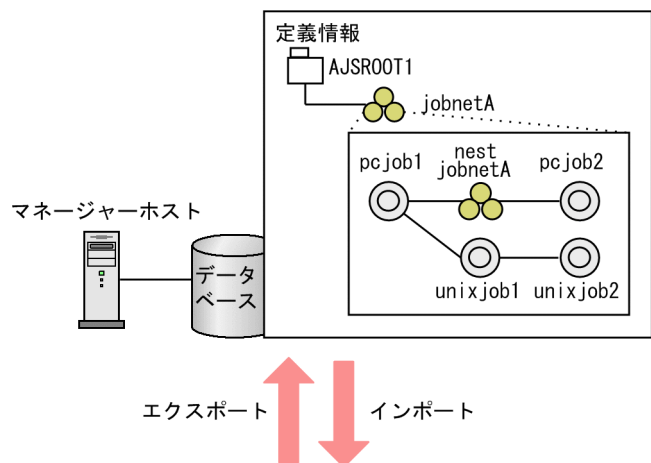 定義情報
AJSROOT1
jobnetA
pcjob1
nest
jobnetA
pcjob2
unixjob1
unixjob2
マネージャーホスト
データ
ベース
エクスポート
インポート